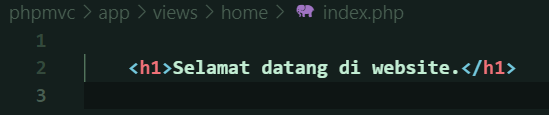 phpmvc > app > views > home > index.php
1
2 <h1>Selamat datang di website.</h1>
3